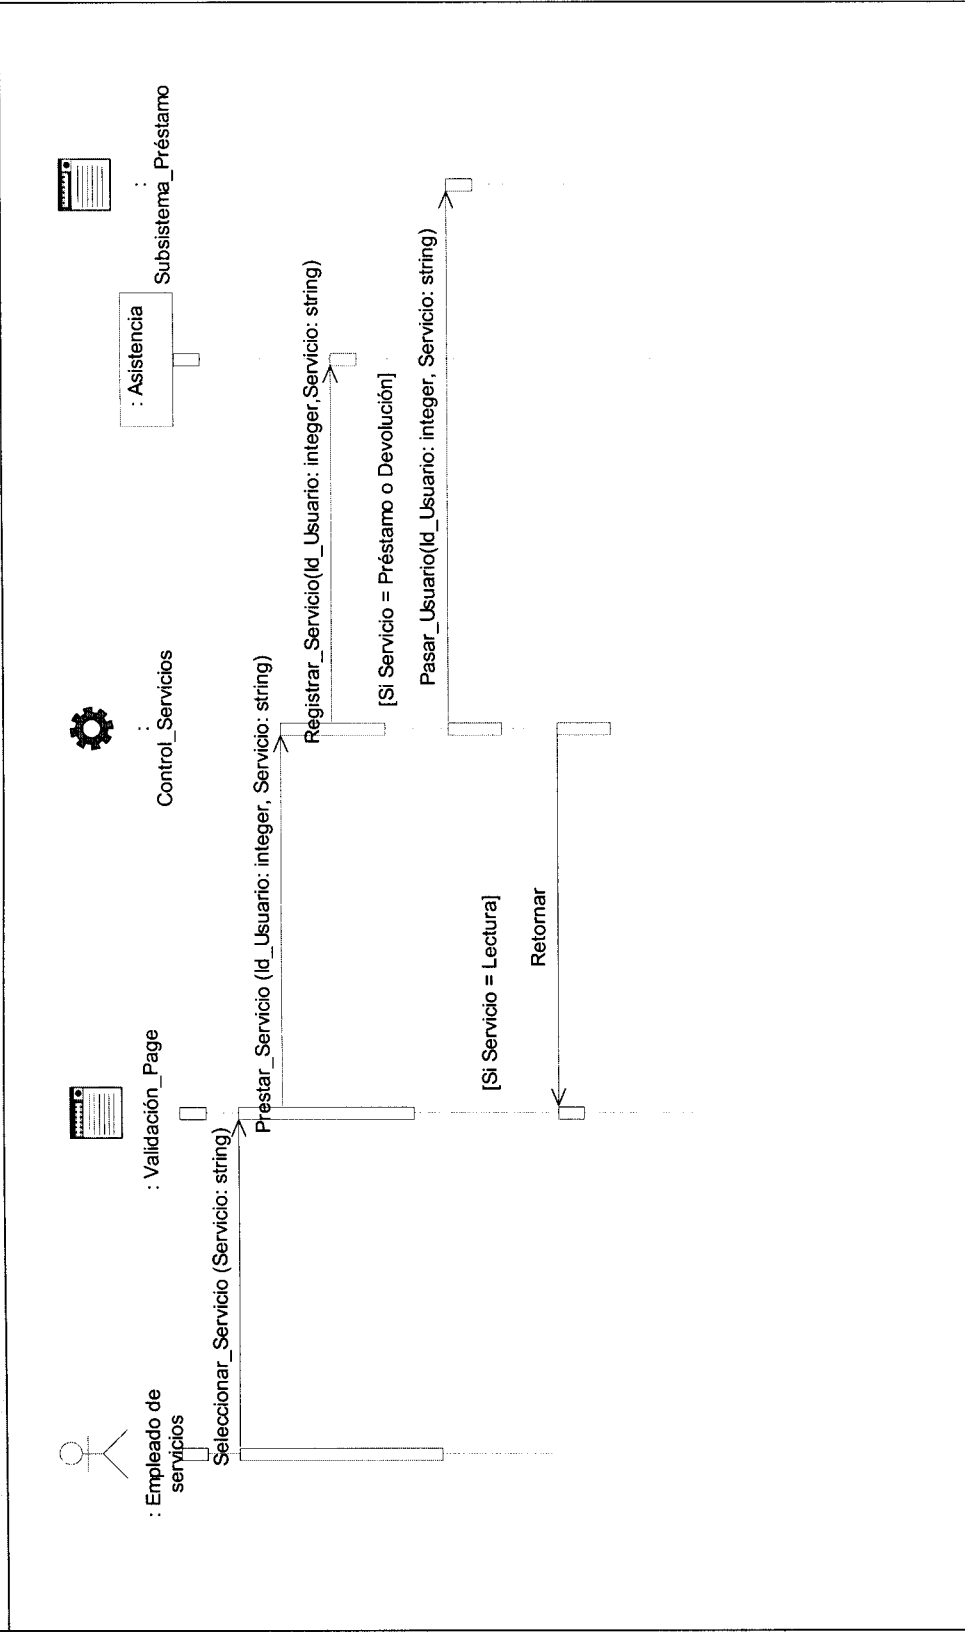 : Empleado de
servicios
: Validación_Page
:
Control_Servicios
: Asistencia
:
Subsistema_Préstamo
Seleccionar_Servicio (Servicio: string)
Prestar_Servicio (Id_Usuario: integer, Servicio: string)
Registrar_Servicio(Id_Usuario: integer,Servicio: string)
[Si Servicio = Préstamo o Devolución]
Pasar_Usuario(Id_Usuario: integer, Servicio: string)
[Si Servicio = Lectura]
Retornar